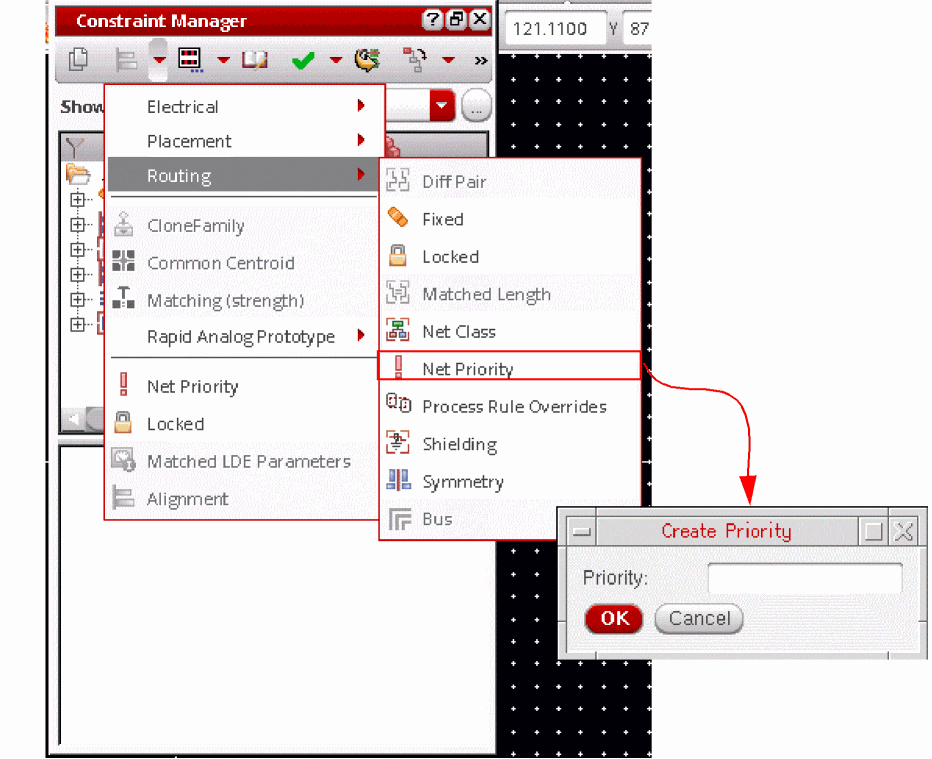 Constraint Manager
121.1100 Y 87
Show
...
Electrical
Placement
Routing
CloneFamily
Common Centroid
Matching (strength)
Rapid Analog Prototype
Net Priority
Locked
Matched LDE Parameters
Alignment
Diff Pair
Fixed
Locked
Matched Length
Net Class
Net Priority
Process Rule Overrides
Shielding
Symmetry
Bus
Create Priority
Priority:
OK Cancel